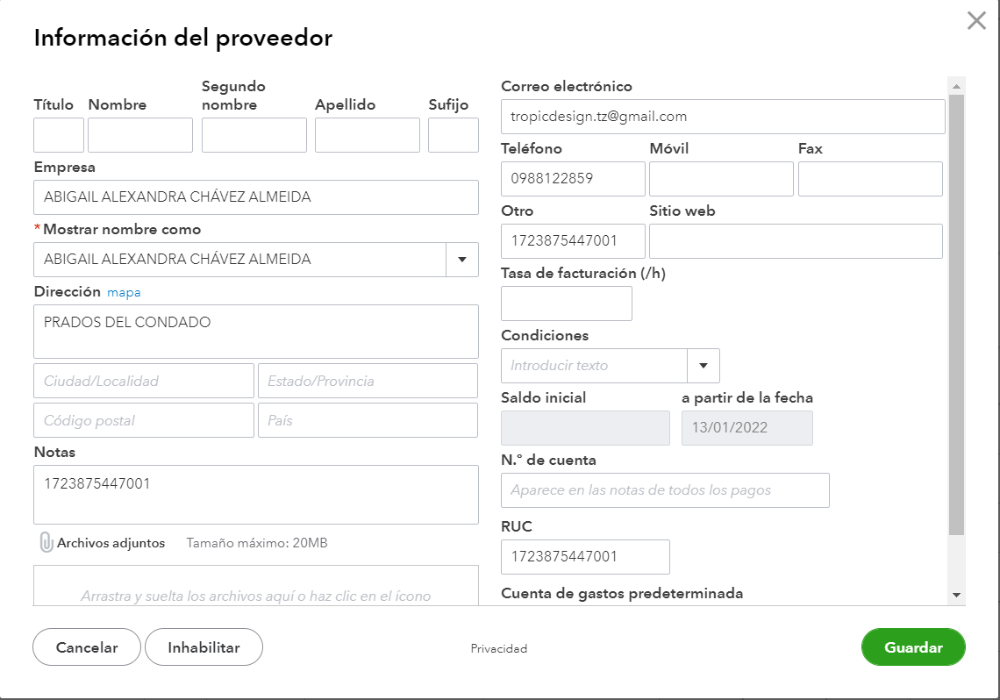 Información del proveedor
Título Nombre Segundo nombre Apellido Sufijo
Empresa
ABIGAIL ALEXANDRA CHÁVEZ ALMEIDA
* Mostrar nombre como
ABIGAIL ALEXANDRA CHÁVEZ ALMEIDA
Dirección mapa
PRADOS DEL CONDADO
Ciudad/Localidad Estado/Provincia
Código postal País
Notas
1723875447001
Archivos adjuntos Tamaño máximo: 20MB
Arrastra y suelta los archivos aquí o haz clic en el ícono
Correo electrónico
tropicdesign.tz@gmail.com
Teléfono Móvil Fax
0988122859
Otro Sitio web
1723875447001
Tasa de facturación (/h)
Condiciones
Introducir texto
Saldo inicial a partir de la fecha
13/01/2022
N.º de cuenta
Aparece en las notas de todos los pagos
RUC
1723875447001
Cuenta de gastos predeterminada
Cancelar Inhabilitar Privacidad Guardar